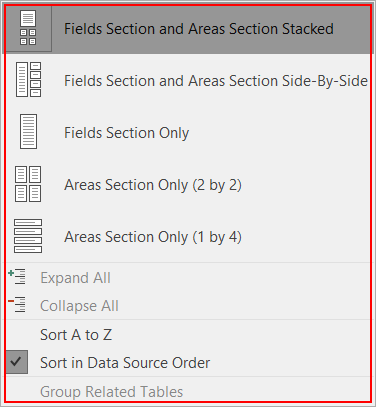 Fields Section and Areas Section Stacked
Fields Section and Areas Section Side-By-Side
Fields Section Only
Areas Section Only (2 by 2)
Areas Section Only (1 by 4)
Expand All
Collapse All
Sort A to Z
Sort in Data Source Order
Group Related Tables